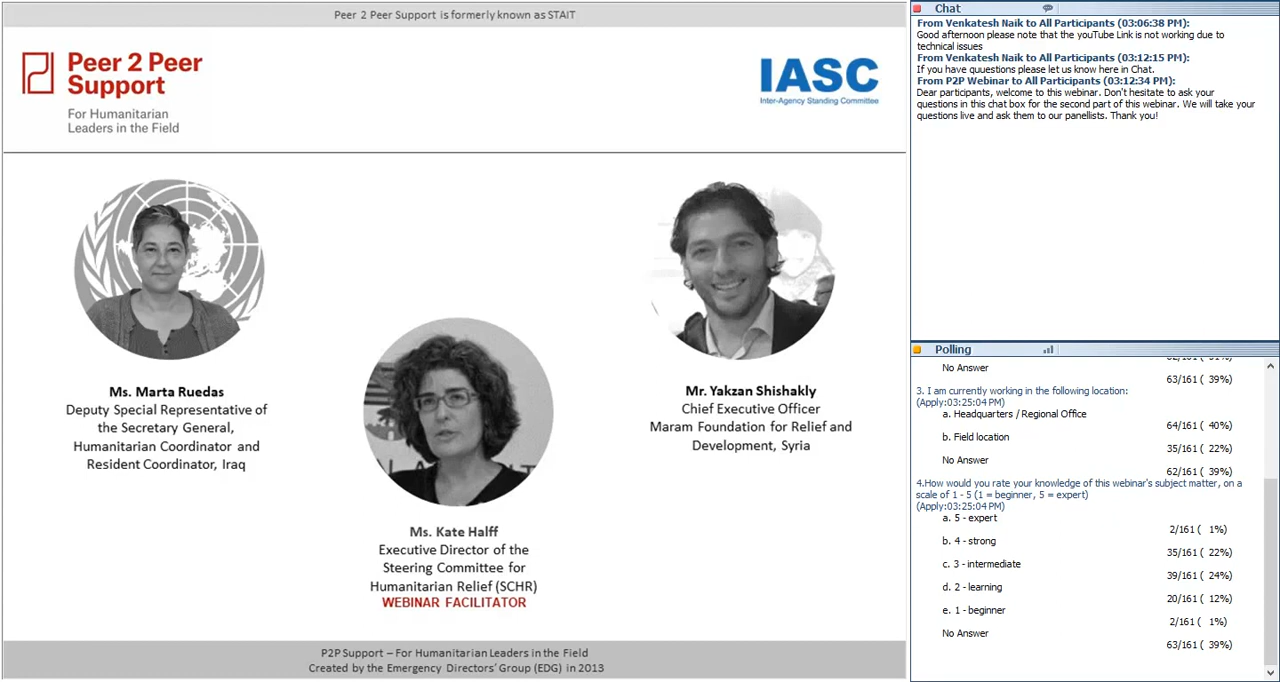 Peer 2 Peer Support is formerly known as STAIT
Peer 2 Peer
Support
For Humanitarian
Leaders in the Field
IASC
Inter-Agency Standing Committee
Ms. Marta Ruedas
Deputy Special Representative of
the Secretary General,
Humanitarian Coordinator and
Resident Coordinator, Iraq
Ms. Kate Halff
Executive Director of the
Steering Committee for
Humanitarian Relief (SCHR)
WEBINAR FACILITATOR
Mr. Yakzan Shishakly
Chief Executive Officer
Maram Foundation for Relief and
Development, Syria
P2P Support – For Humanitarian Leaders in the Field
Created by the Emergency Directors' Group (EDG) in 2013
Chat
From Venkatesh Naik to All Participants (03:06:38 PM):
Good afternoon please note that the youTube Link is not working due to
technical issues
From Venkatesh Naik to All Participants (03:12:15 PM):
If you have quuestions please let us know here in Chat.
From P2P Webinar to All Participants (03:12:34 PM):
Dear participants, welcome to this webinar. Don't hesitate to ask your
questions in this chat box for the second part of this webinar. We will take your
questions live and ask them to our panellists. Thank you!
Polling
No Answer
63/161 ( 39%)
3. I am currently working in the following location:
(Apply:03:25:04 PM)
a. Headquarters / Regional Office
64/161 ( 40%)
b. Field location
35/161 ( 22%)
No Answer
62/161 ( 39%)
4.How would you rate your knowledge of this webinar's subject matter, on a
scale of 1 - 5 (1 = beginner, 5 = expert)
(Apply:03:25:04 PM)
a. 5 - expert
2/161 ( 1%)
b. 4 - strong
35/161 ( 22%)
c. 3 - intermediate
39/161 ( 24%)
d. 2 - learning
20/161 ( 12%)
e. 1 - beginner
2/161 ( 1%)
No Answer
63/161 ( 39%)